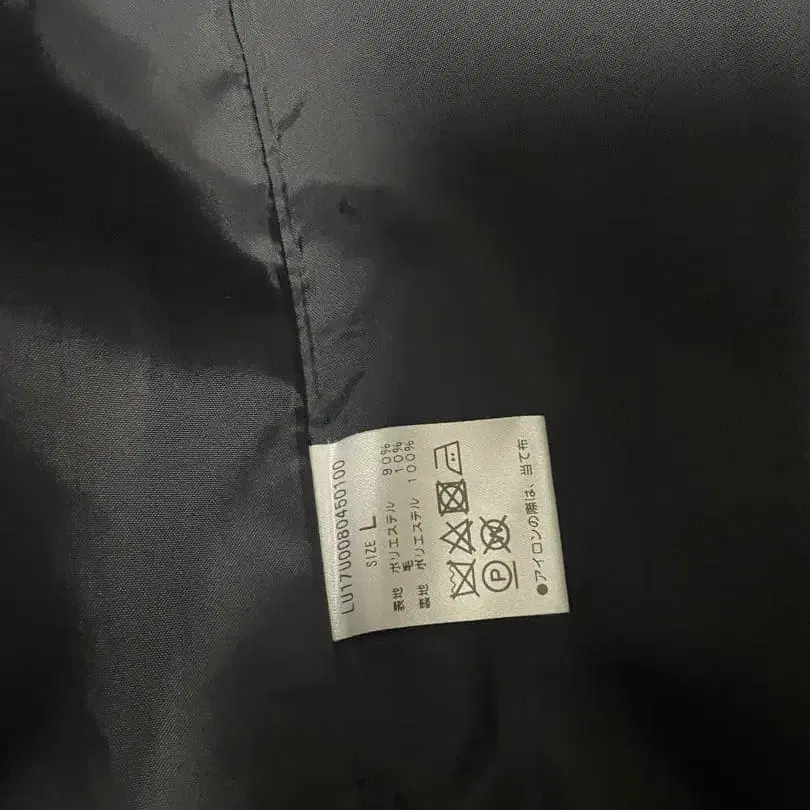 LU1700080450100
SIZE L
表地 ポリエステル 90%
毛 10%
裏地 ポリエステル 100%
P W
●アイロンの際は、当て布